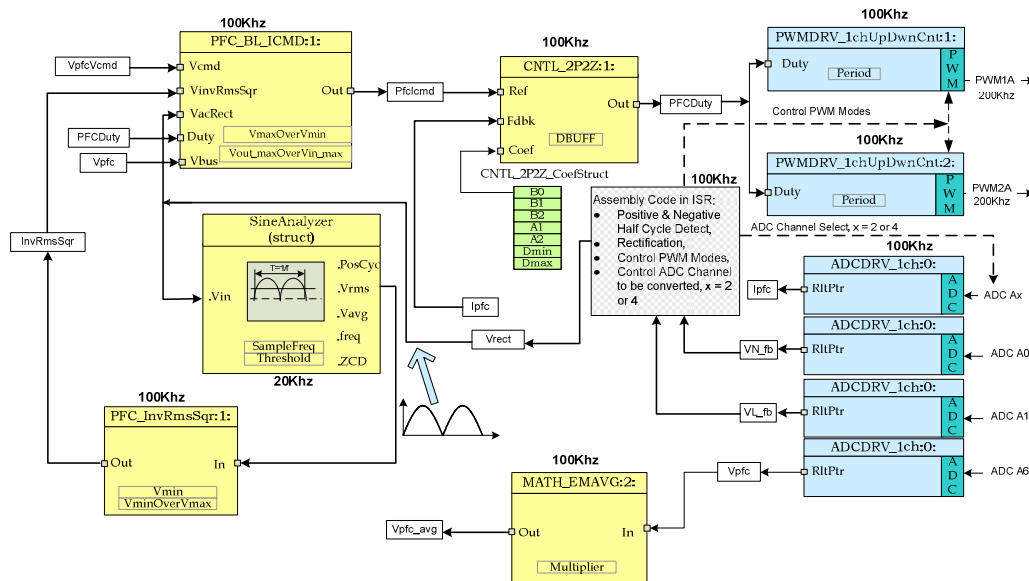 100Khz
PFC_BL_ICMD:1:
VpfcVcmd
Vcmd
VinvRmsSqr
Out
PfcIcmd
VacRect
PFCDuty
Duty
VmaxOverVmin
Vout_maxOverVin_max
Vpfc
Vbus
100Khz
CNTL_2P2Z:1:
Ref
Out
PFCDuty
Fdbk
DBUFF
Coef
CNTL_2P2Z_CoefStruct
B0
B1
B2
A1
A2
Dmin
Dmax
100Khz
PWMDRV_1chUpDwnCnt:1:
Duty
Period
P
W
M
PWM1A
200Khz
Control PWM Modes
100Khz
PWMDRV_1chUpDwnCnt:2:
Duty
Period
P
W
M
PWM2A
200Khz
100Khz
Assembly Code in ISR:
• Positive & Negative
Half Cycle Detect,
• Rectification,
• Control PWM Modes,
• Control ADC Channel
to be converted, x = 2
or 4
ADC Channel Select, x = 2 or 4
100Khz
ADCDRV_1ch:0:
Ipfc
RltPtr
A
D
C
ADC Ax
ADCDRV_1ch:0:
VN_fb
RltPtr
A
D
C
ADC A0
ADCDRV_1ch:0:
VL_fb
RltPtr
A
D
C
ADC A1
ADCDRV_1ch:0:
Vpfc
RltPtr
A
D
C
ADC A6
InvRmsSqr
SineAnalyzer
(struct)
T=1/f
.PosCyc
.Vin
.Vrms
.Vavg
.freq
.ZCD
SampleFreq
Threshold
20Khz
Ipfc
Vrect
100Khz
PFC_InvRmsSqr:1:
Out
In
Vmin
VminOverVmax
100Khz
MATH_EMAVG:2:
Vpfc_avg
Out
In
Multiplier